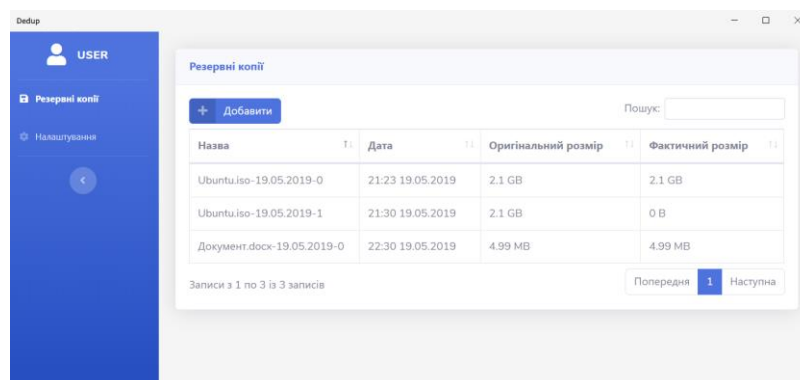 Dedup
USER
Резервні копії
Налаштування
Резервні копії
Добавити
Пошук:
Назва Дата Оригінальний розмір Фактичний розмір
Ubuntu.iso-19.05.2019-0 21:23 19.05.2019 2.1 GB 2.1 GB
Ubuntu.iso-19.05.2019-1 21:30 19.05.2019 2.1 GB 0 B
Документ.docx-19.05.2019-0 22:30 19.05.2019 4.99 MB 4.99 MB
Записи з 1 по 3 із 3 записів
Попередня 1 Наступна